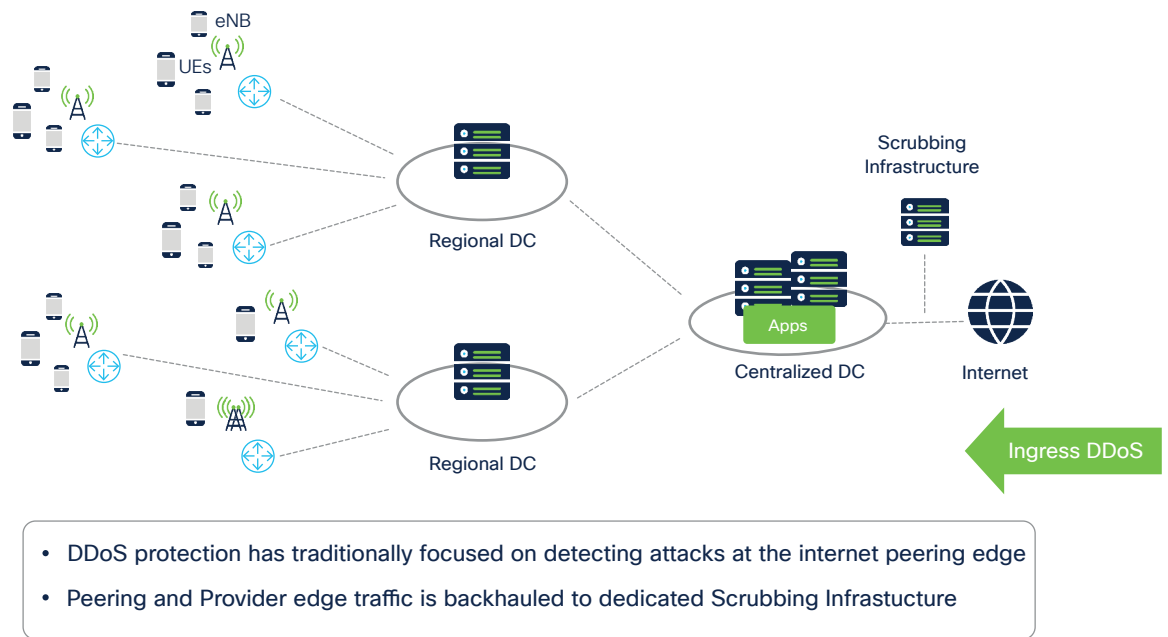 eNB
UEs
Scrubbing
Infrastructure
Regional DC
Apps
Centralized DC
Internet
Regional DC
Ingress DDoS
• DDoS protection has traditionally focused on detecting attacks at the internet peering edge
• Peering and Provider edge traffic is backhauled to dedicated Scrubbing Infrastucture